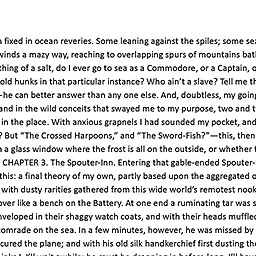 a fixed in ocean reveries. Some leaning against the spiles; some sea
winds a mazy way, reaching to overlapping spurs of mountains bat
thing of a salt, do I ever go to sea as a Commodore, or a Captain, o
old hunks in that particular instance? Who ain't a slave? Tell me th
-he can better answer than any one else. And, doubtless, my going
and in the wild conceits that swayed me to my purpose, two and t
in the place. With anxious grapnels I had sounded my pocket, and
? But "The Crossed Harpoons," and "The Sword-Fish?"—this, then
a glass window where the frost is all on the outside, or whether
CHAPTER 3. The Spouter-Inn. Entering that gable-ended Spouter-
this: a final theory of my own, partly based upon the aggregated o
with dusty rarities gathered from this wide world's remotest nook
over like a bench on the Battery. At one end a ruminating tar was s
nveloped in their shaggy watch coats, and with their heads muffle
comrade on the sea. In a few minutes, however, he was missed by
cured the plane; and with his old silk handkerchief first dusting the